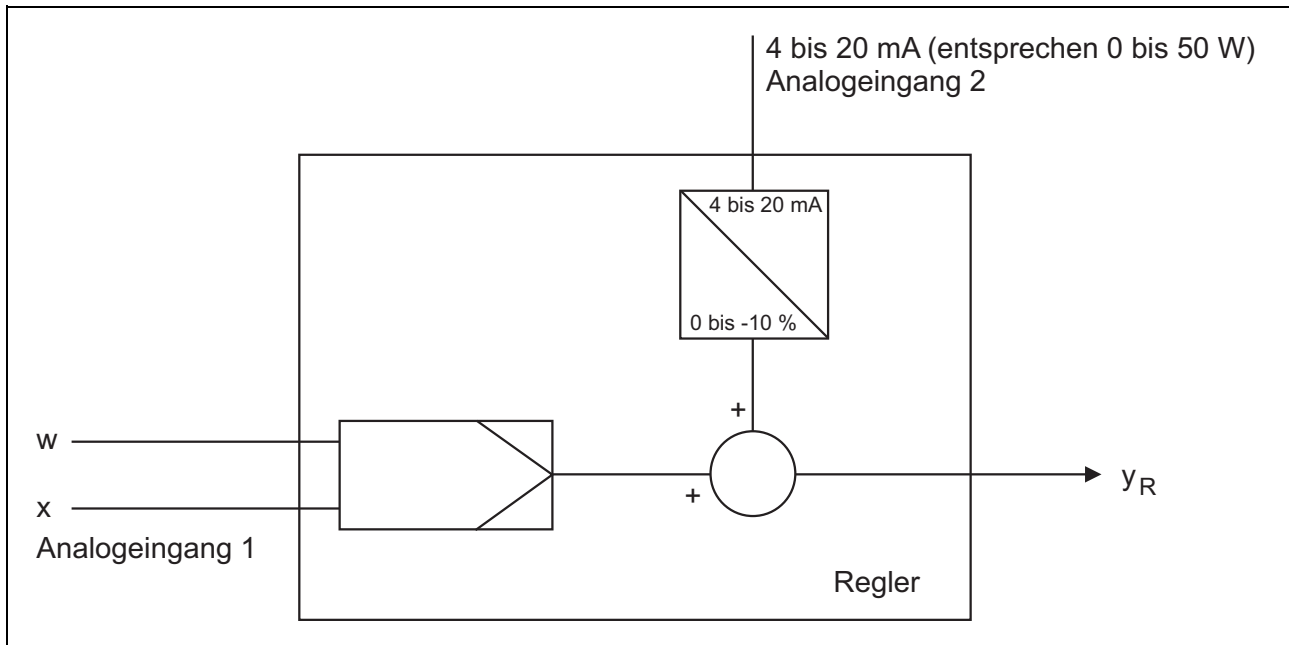 4 bis 20 mA (entsprechen 0 bis 50 W)
Analogeingang 2
4 bis 20 mA
0 bis -10 %
+
w
+
yR
x
Analogeingang 1
Regler